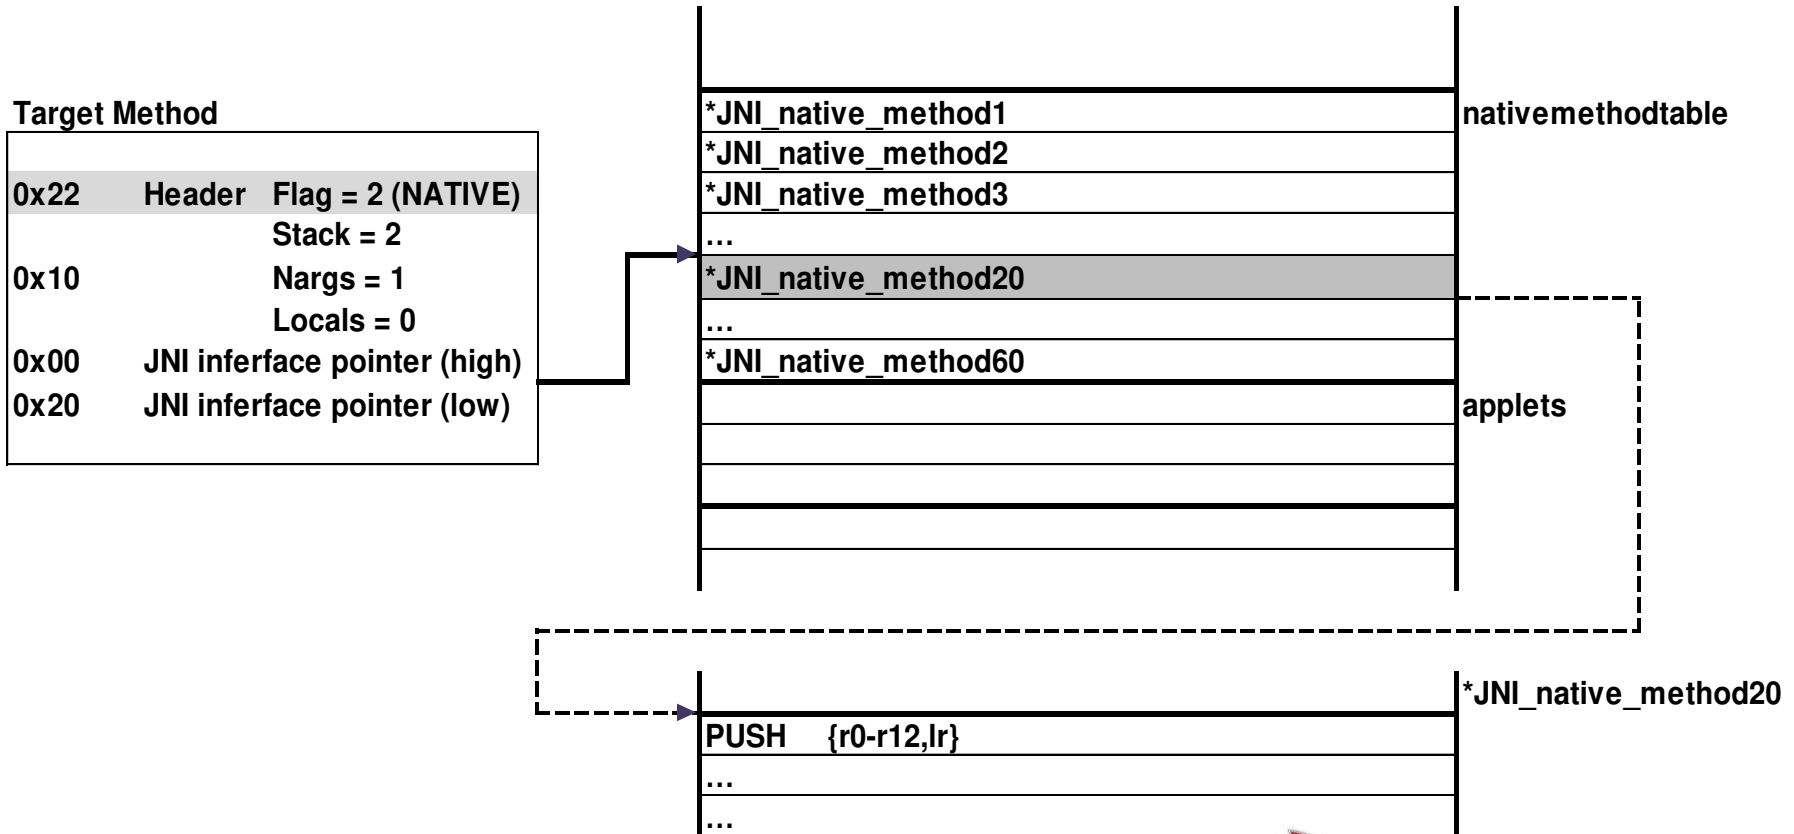 Target Method
0x22 Header Flag = 2 (NATIVE)
Stack = 2
0x10 Nargs = 1
Locals = 0
0x00 JNI inferface pointer (high)
0x20 JNI inferface pointer (low)
*JNI_native_method1 nativemethodtable
*JNI_native_method2
*JNI_native_method3
...
*JNI_native_method20
...
*JNI_native_method60
applets
*JNI_native_method20
PUSH {r0-r12,lr}
...
...